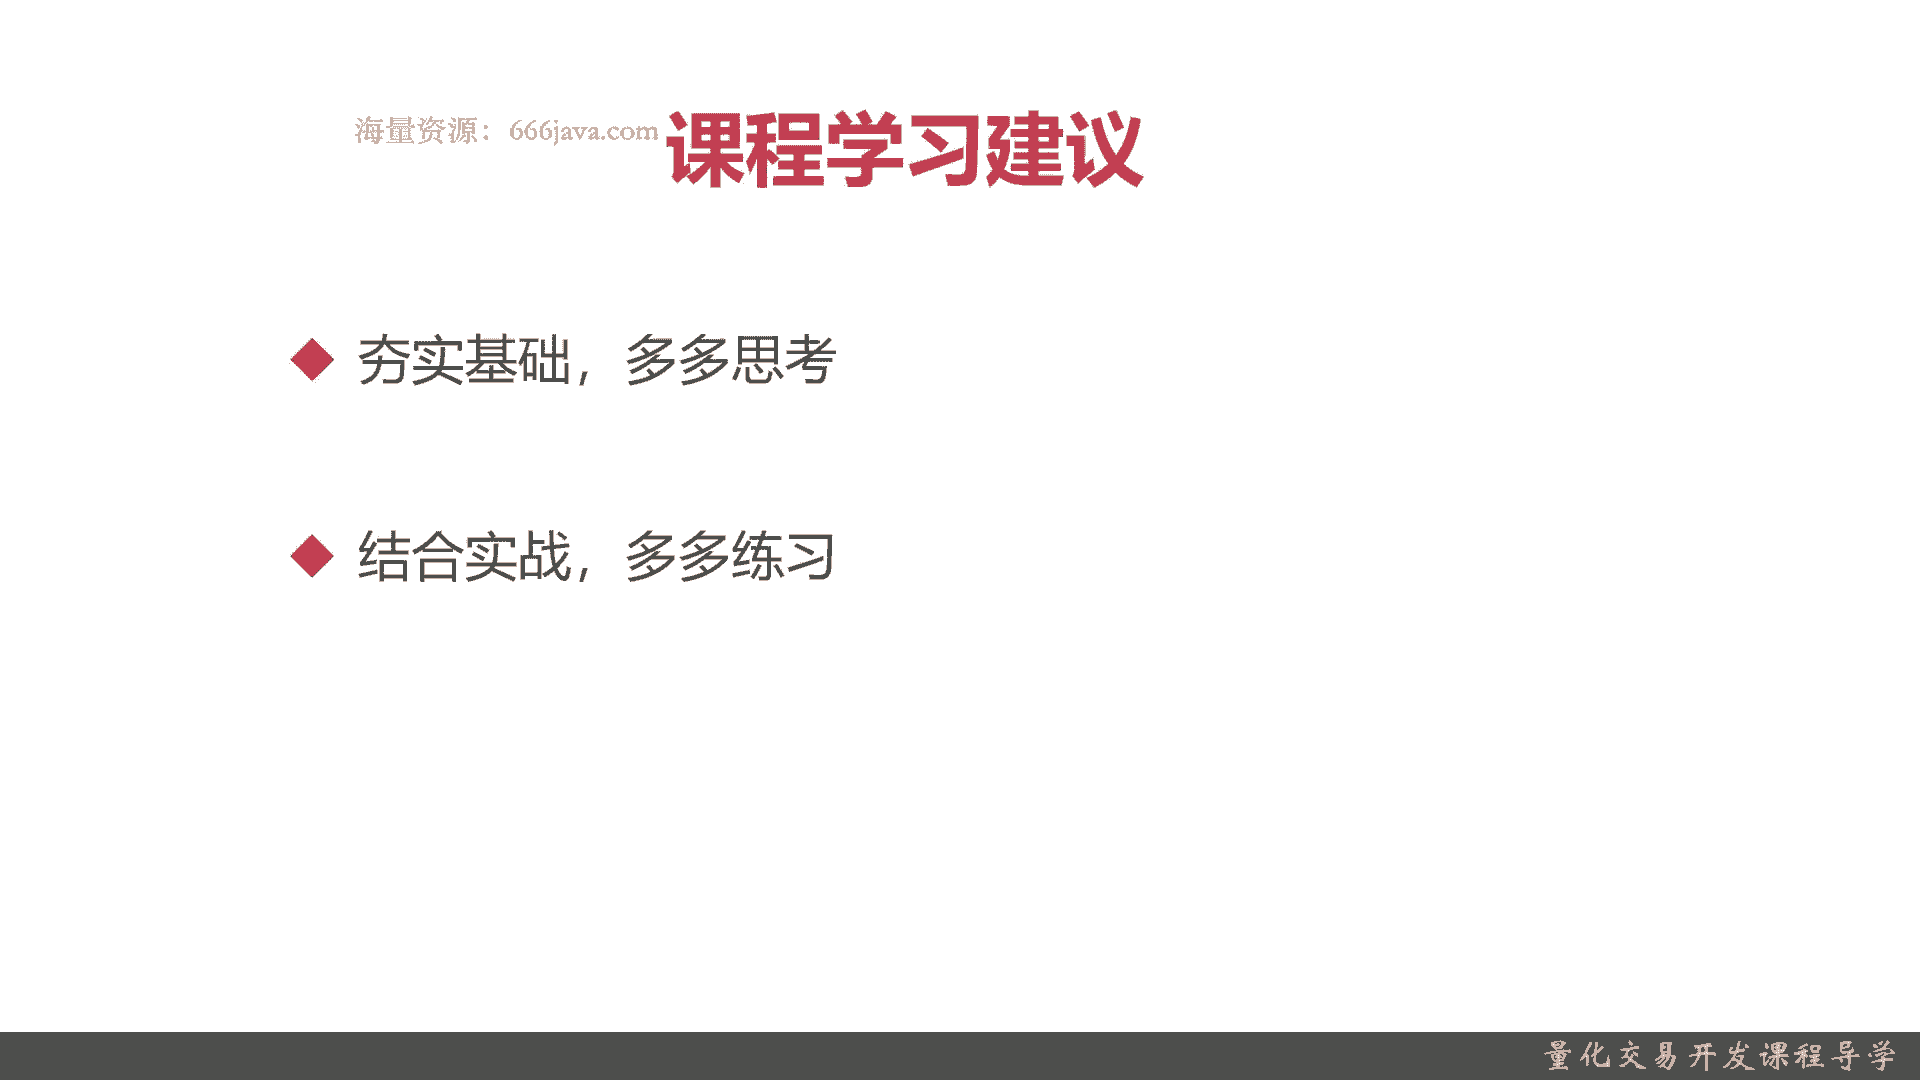 海量资源：666java.com
课程学习建议
夯实基础，多多思考
结合实战，多多练习
量化交易开发课程导学